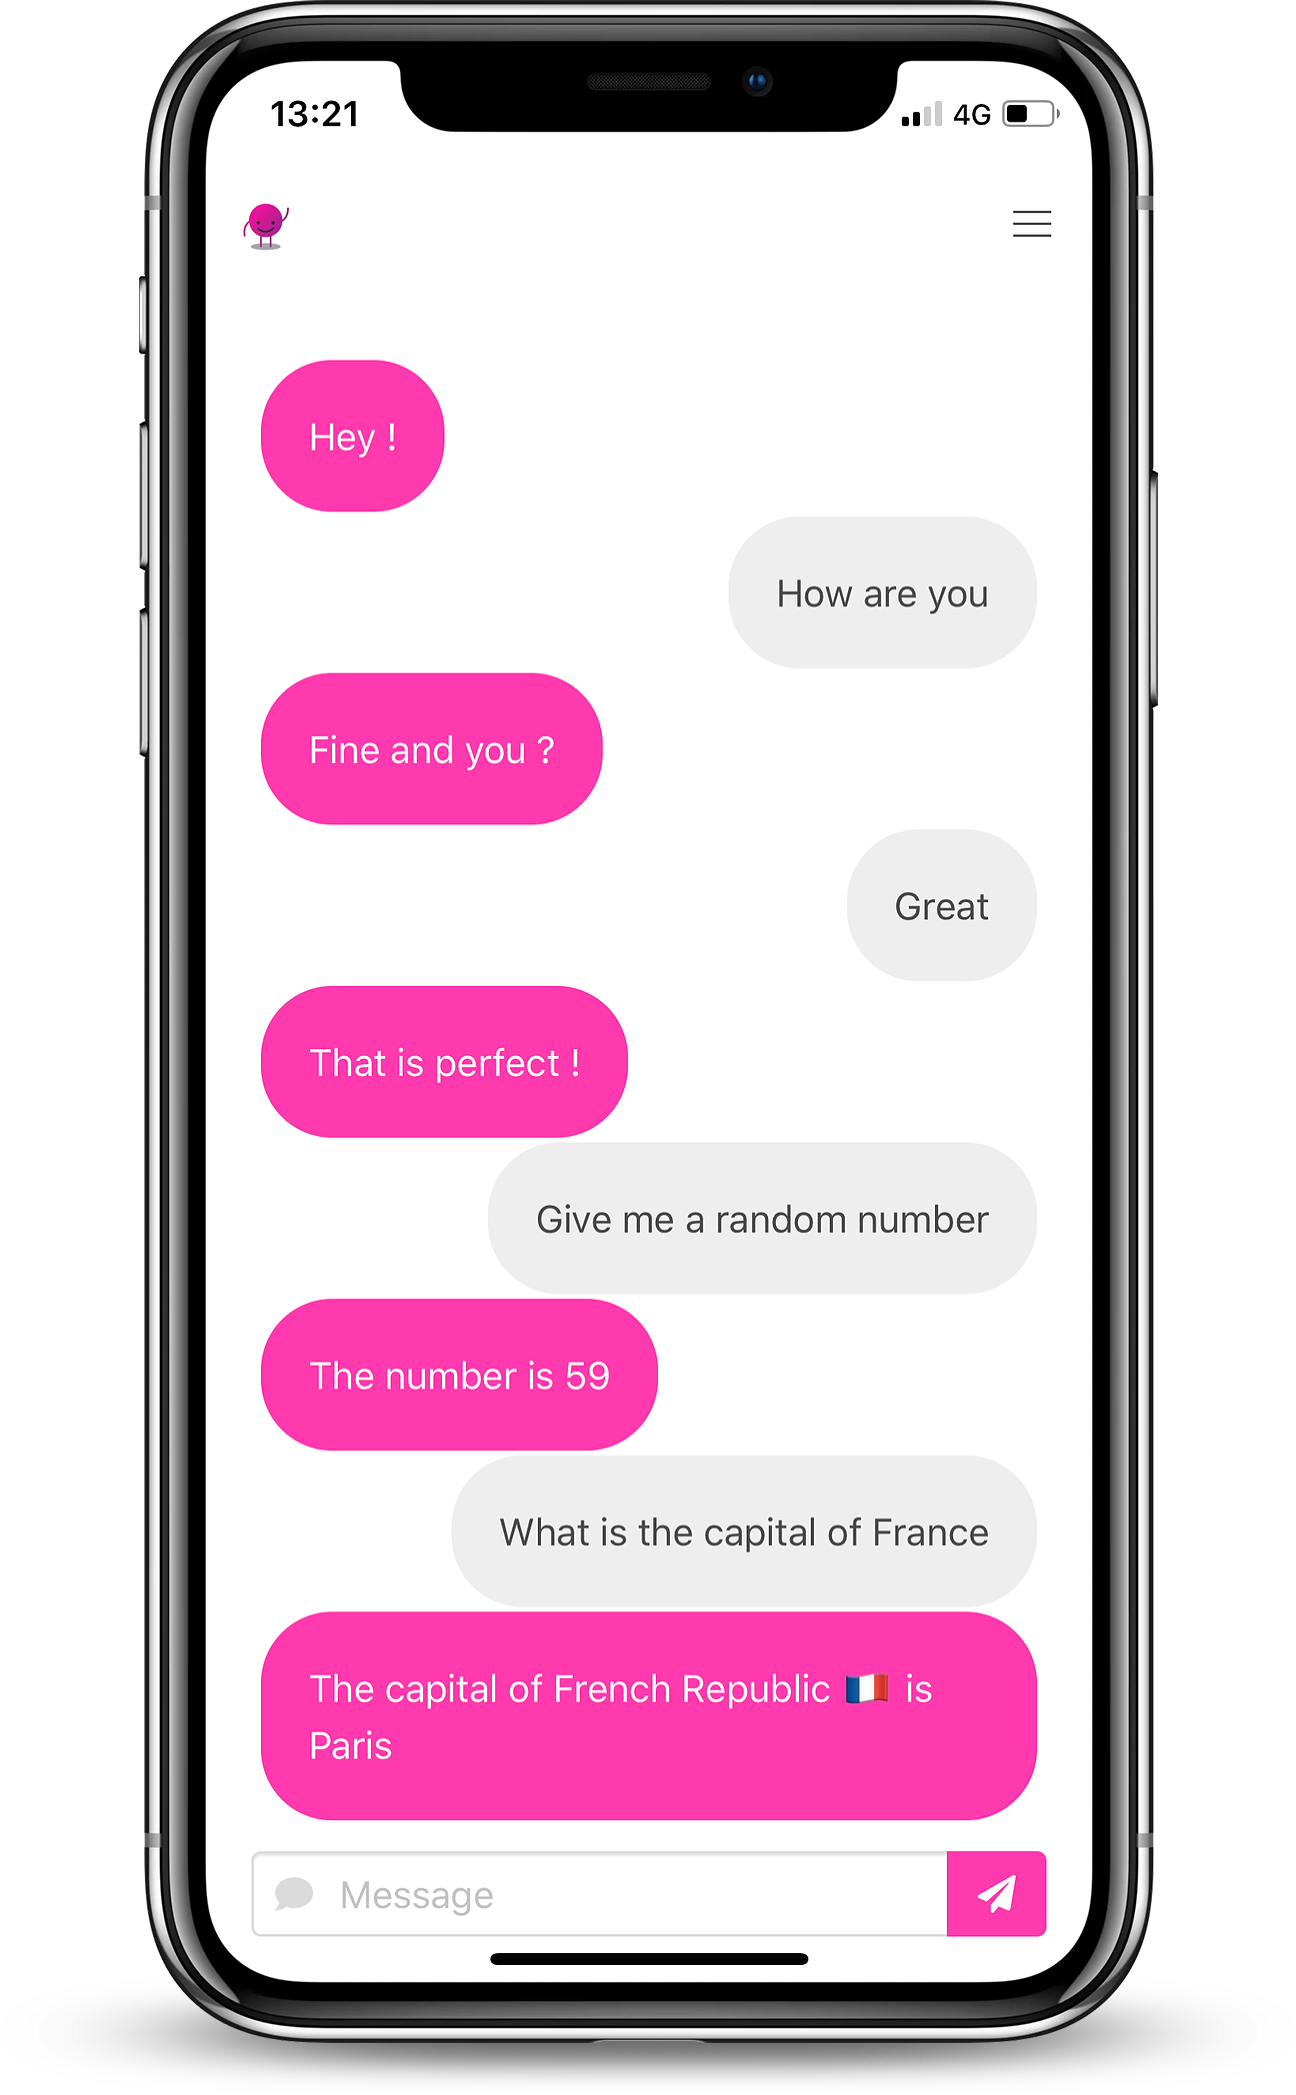 13:21
4G
Hey !
How are you
Fine and you ?
Great
That is perfect !
Give me a random number
The number is 59
What is the capital of France
The capital of French Republic 🇫🇷 is
Paris
Message